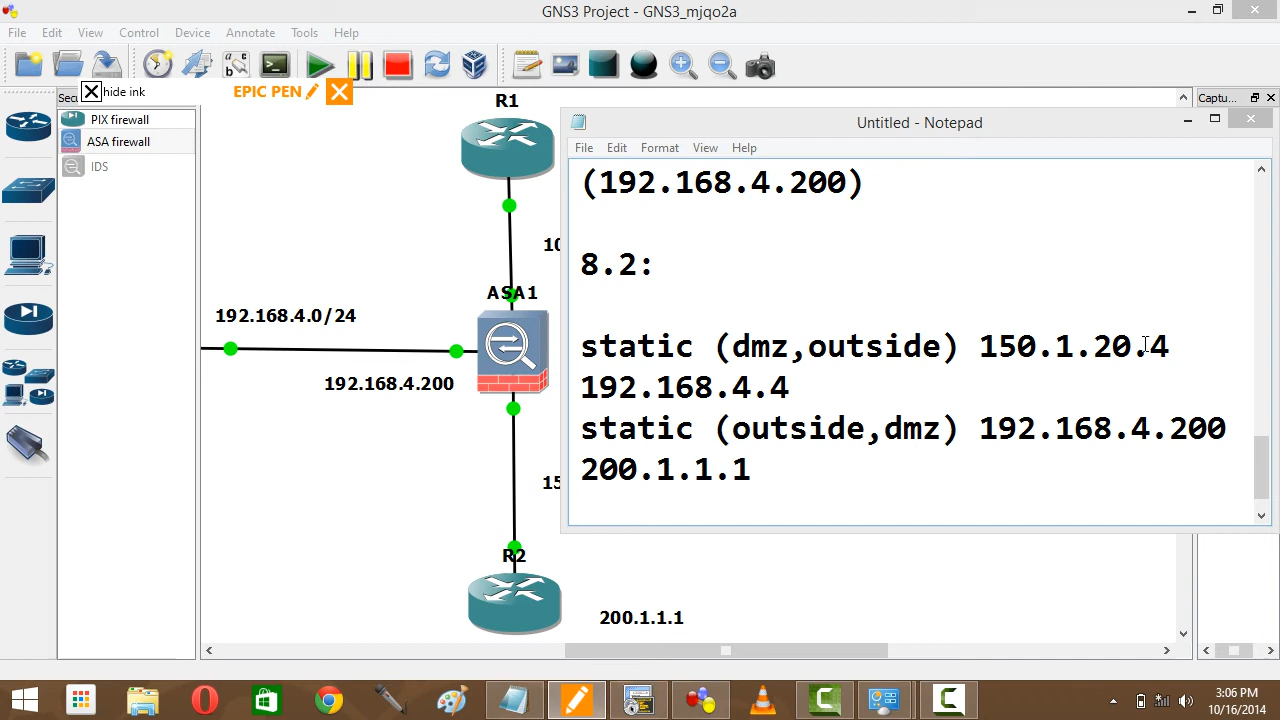 GNS3 Project - GNS3_mjqo2a
File Edit View Control Device Annotate Tools Help
hide ink
EPIC PEN
Captu...
PIX firewall
ASA firewall
IDS
R1
10
ASA1
192.168.4.0/24
192.168.4.200
15
R2
200.1.1.1
Untitled - Notepad
File Edit Format View Help
(192.168.4.200)
8.2:
static (dmz,outside) 150.1.20.4
192.168.4.4
static (outside,dmz) 192.168.4.200
200.1.1.1
3:06 PM
10/16/2014